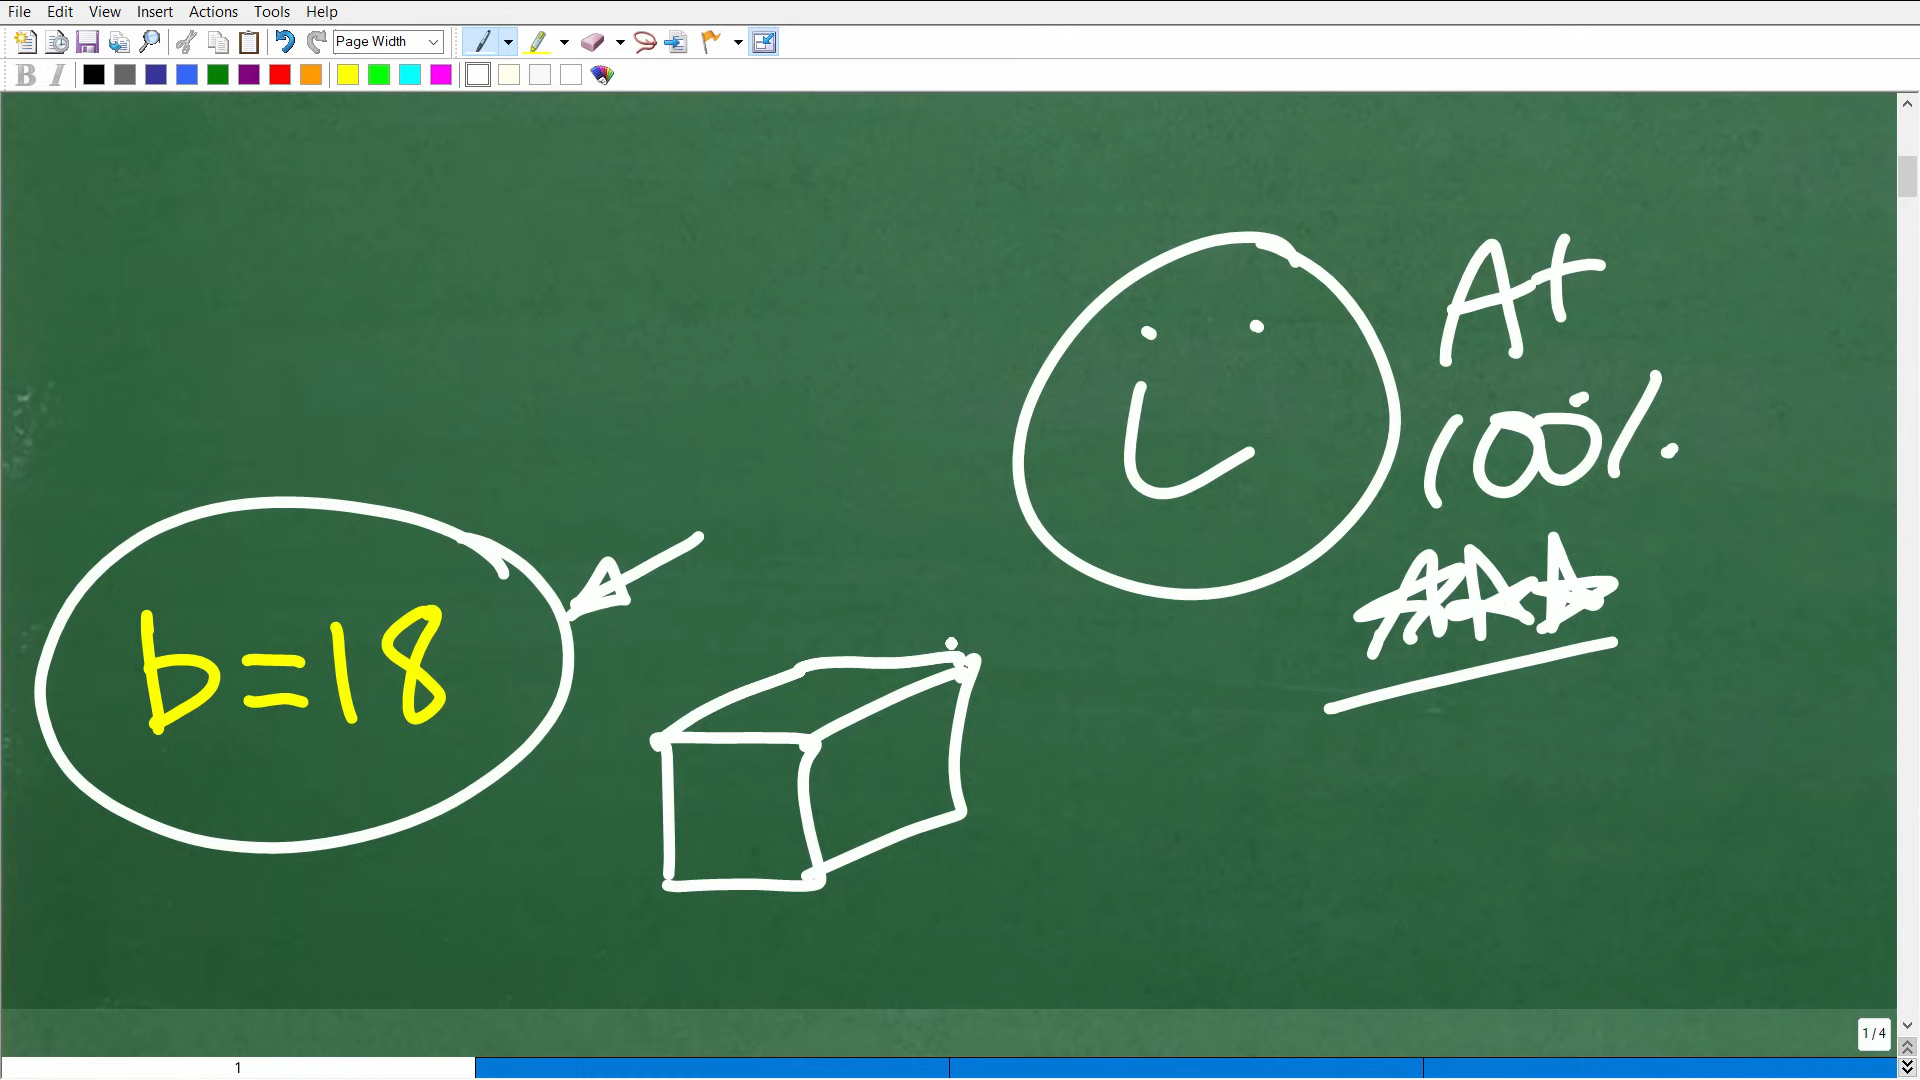 File Edit View Insert Actions Tools Help
Page Width
B I
A+
100%
b=18
1 / 4
1